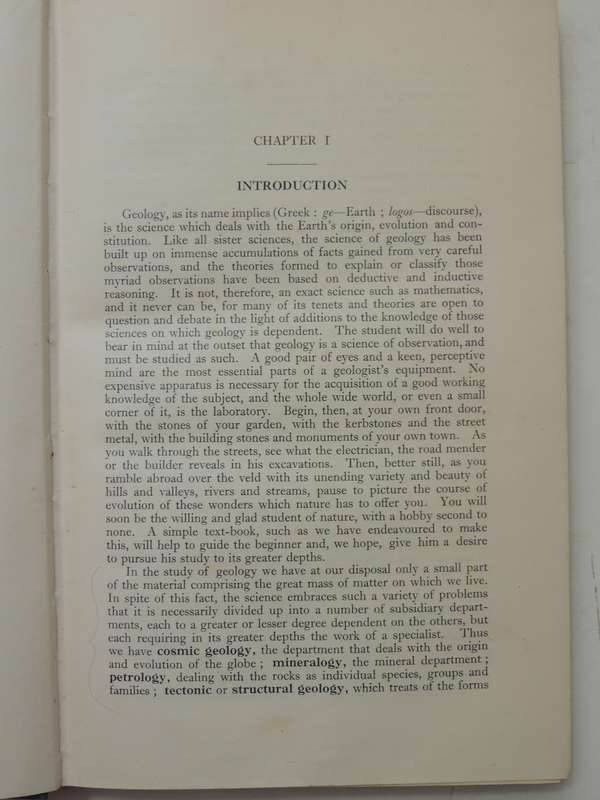 CHAPTER I
INTRODUCTION
Geology, as its name implies (Greek : ge—Earth ; logos—discourse),
is the science which deals with the Earth's origin, evolution and con-
stitution. Like all sister sciences, the science of geology has been
built up on immense accumulations of facts gained from very careful
observations, and the theories formed to explain or classify those
myriad observations have been based on deductive and inductive
reasoning. It is not, therefore, an exact science such as mathematics,
and it never can be, for many of its tenets and theories are open to
question and debate in the light of additions to the knowledge of those
sciences on which geology is dependent. The student will do well to
bear in mind at the outset that geology is a science of observation, and
must be studied as such. A good pair of eyes and a keen, perceptive
mind are the most essential parts of a geologist's equipment. No
expensive apparatus is necessary for the acquisition of a good working
knowledge of the subject, and the whole wide world, or even a small
corner of it, is the laboratory. Begin, then, at your own front door,
with the stones of your garden, with the kerbstones and the street
metal, with the building stones and monuments of your own town. As
you walk through the streets, see what the electrician, the road mender
or the builder reveals in his excavations. Then, better still, as you
ramble abroad over the veld with its unending variety and beauty of
hills and valleys, rivers and streams, pause to picture the course of
evolution of these wonders which nature has to offer you. You will
soon be the willing and glad student of nature, with a hobby second to
none. A simple text-book, such as we have endeavoured to make
this, will help to guide the beginner and, we hope, give him a desire
to pursue his study to its greater depths.
In the study of geology we have at our disposal only a small part
of the material comprising the great mass of matter on which we live.
In spite of this fact, the science embraces such a variety of problems
that it is necessarily divided up into a number of subsidiary depart-
ments, each to a greater or lesser degree dependent on the others, but
each requiring in its greater depths the work of a specialist. Thus
we have cosmic geology, the department that deals with the origin
and evolution of the globe ; mineralogy, the mineral department ;
petrology, dealing with the rocks as individual species, groups and
families ; tectonic or structural geology, which treats of the forms